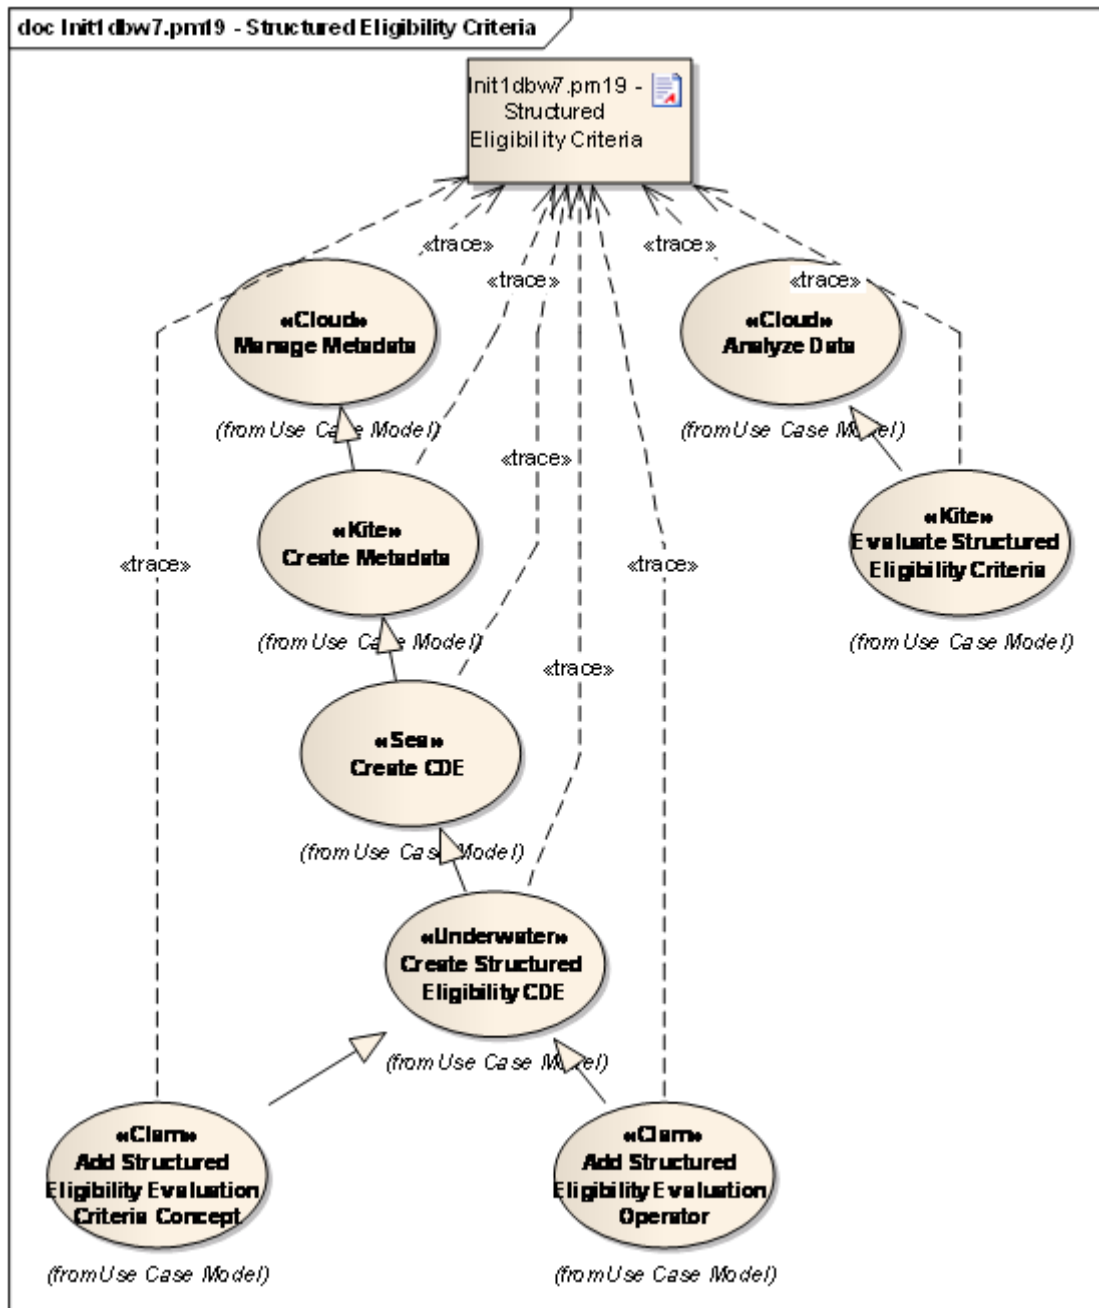 doc Init1dbw7.pm19 - Structured Eligibility Criteria
Init1dbw7.pm19 -
Structured
Eligibility Criteria
«trace»
«trace»
«trace»
«trace»
«Cloud»
Manage Metadata
(from Use Case Model)
«Cloud»
Analyze Data
(from Use Case Model)
«trace»
«Kite»
Create Metadata
(from Use Case Model)
«Kite»
Evaluate Structured
Eligibility Criteria
(from Use Case Model)
«trace»
«trace»
«trace»
«Sea»
Create CDE
(from Use Case Model)
«Underwater»
Create Structured
Eligibility CDE
(from Use Case Model)
«Clam»
Add Structured
Eligibility Evaluation
Criteria Concept
(from Use Case Model)
«Clam»
Add Structured
Eligibility Evaluation
Operator
(from Use Case Model)